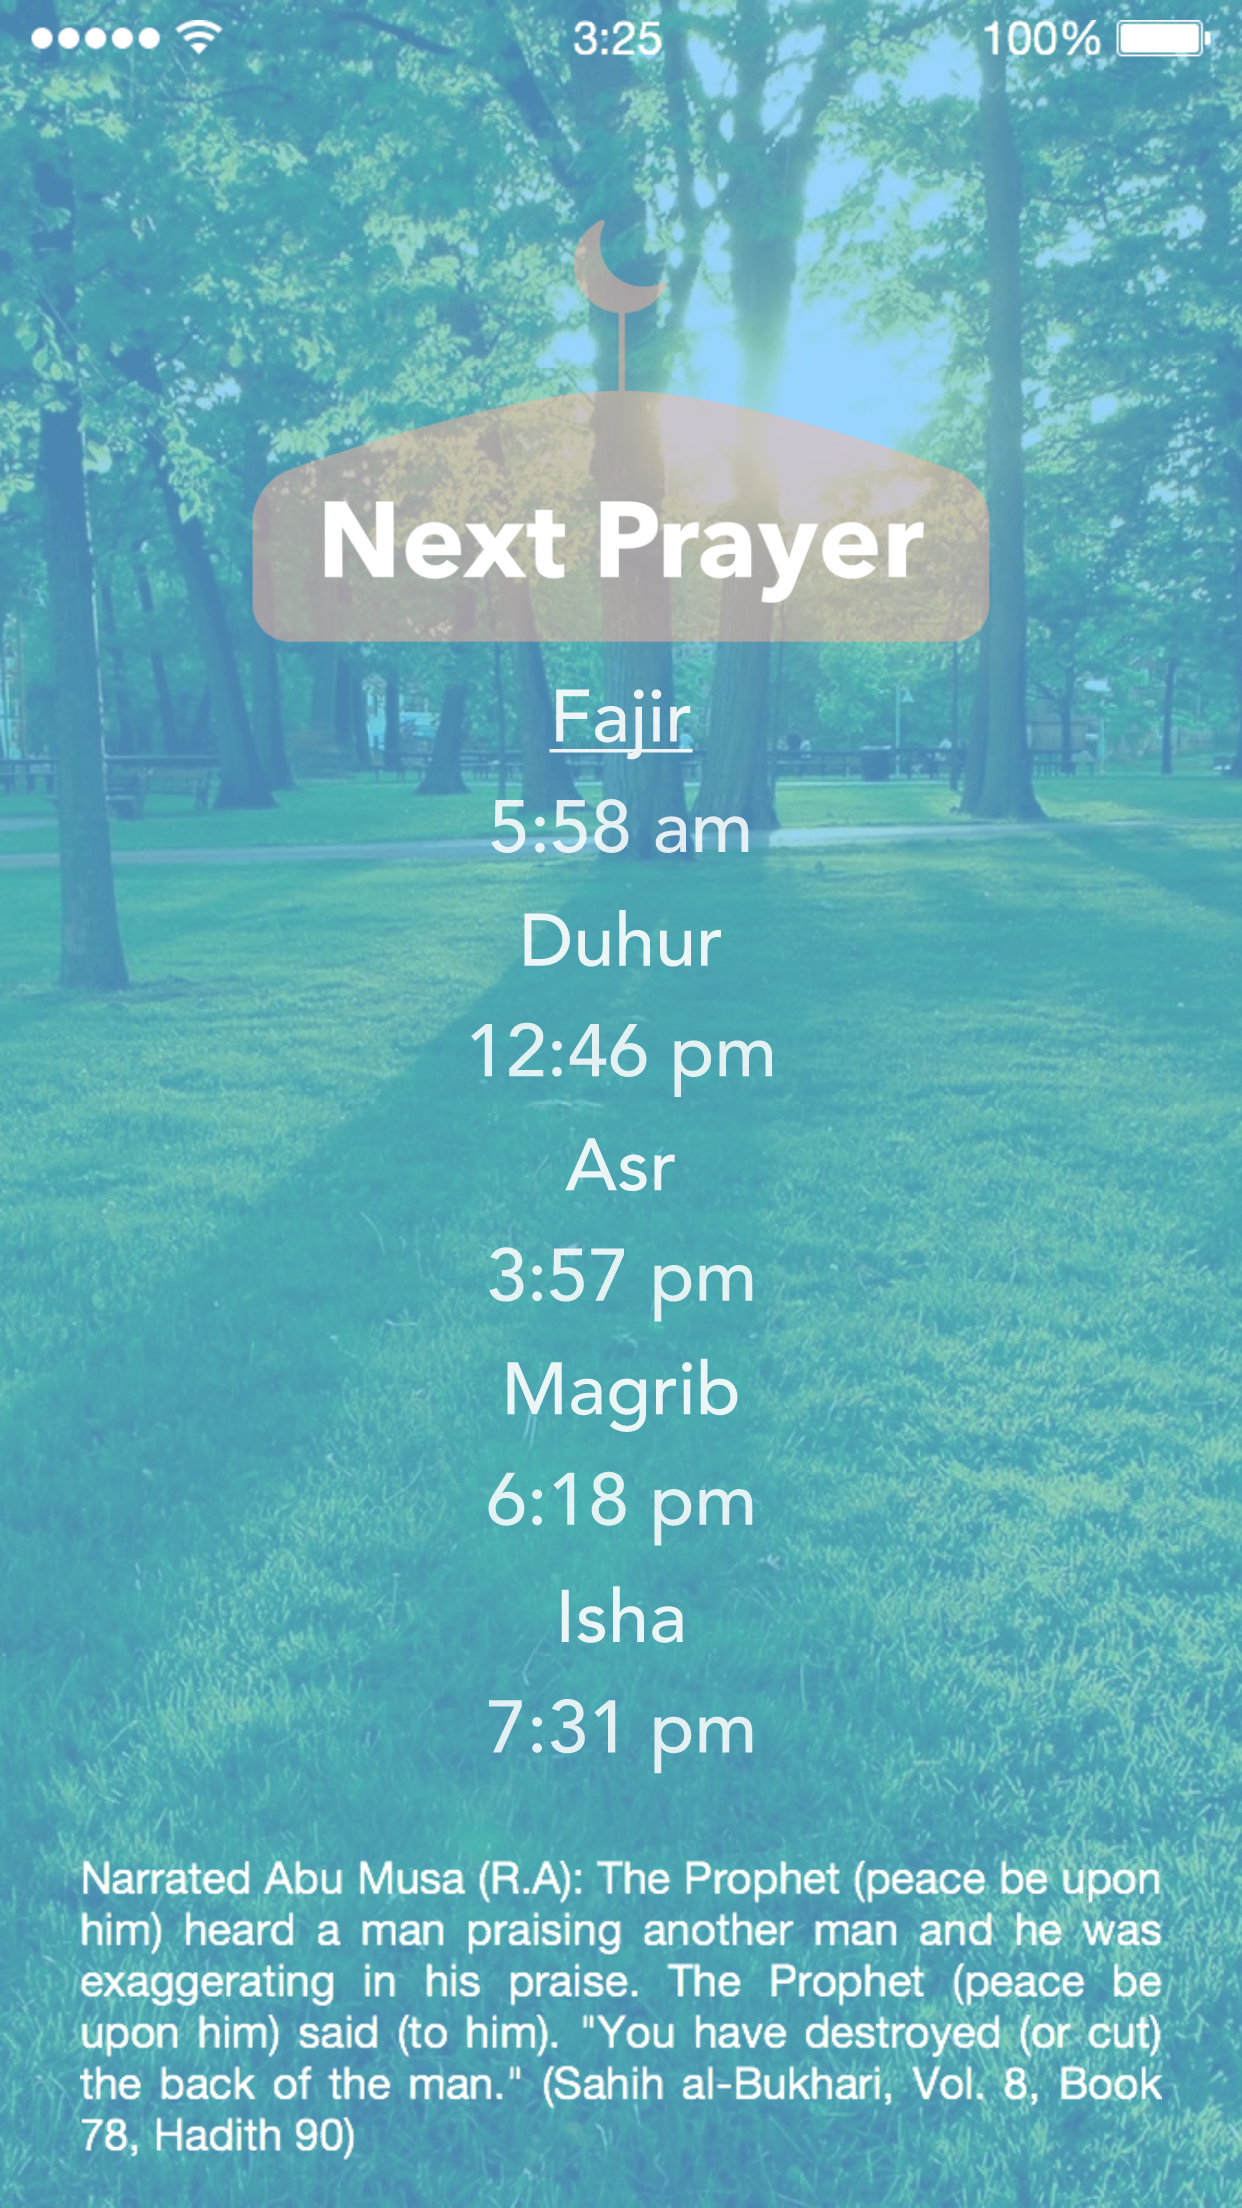 3:25
100%
Next Prayer
Fajir
5:58 am
Duhur
12:46 pm
Asr
3:57 pm
Magrib
6:18 pm
Isha
7:31 pm
Narrated Abu Musa (R.A): The Prophet (peace be upon
him) heard a man praising another man and he was
exaggerating in his praise. The Prophet (peace be
upon him) said (to him). "You have destroyed (or cut)
the back of the man." (Sahih al-Bukhari, Vol. 8, Book
78, Hadith 90)